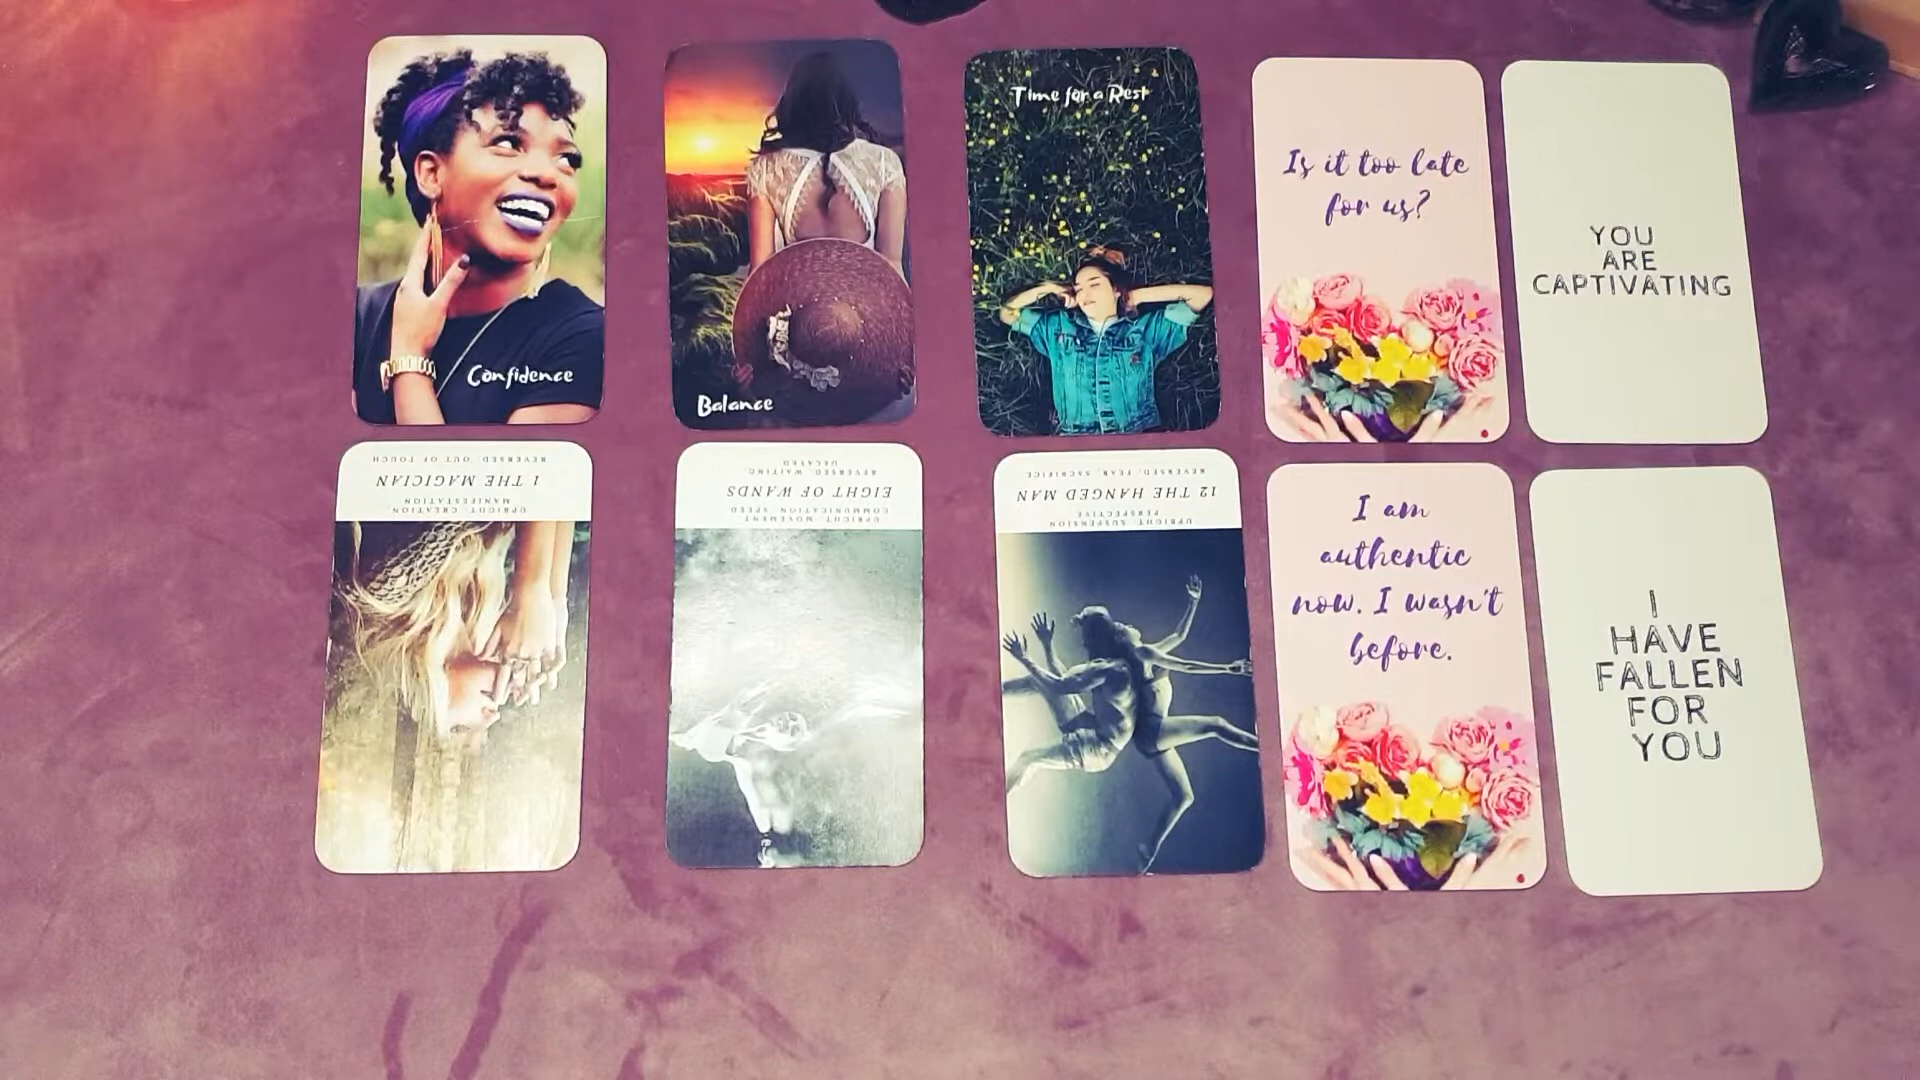 Confidence
Balance
Time for a Rest
Is it too late
for us?
YOU
ARE
CAPTIVATING
UPRIGHT: CREATION,
MANIFESTATION
1 THE MAGICIAN
REVERSED: OUT OF TOUCH
UPRIGHT: MOVEMENT,
COMMUNICATION, SPEED
EIGHT OF WANDS
REVERSED: WAITING,
DELAYED
UPRIGHT: SUSPENSION
PERSPECTIVE
12 THE HANGED MAN
REVERSED: FEAR, SACRIFICE
I am
authentic
now. I wasn't
before.
I
HAVE
FALLEN
FOR
YOU